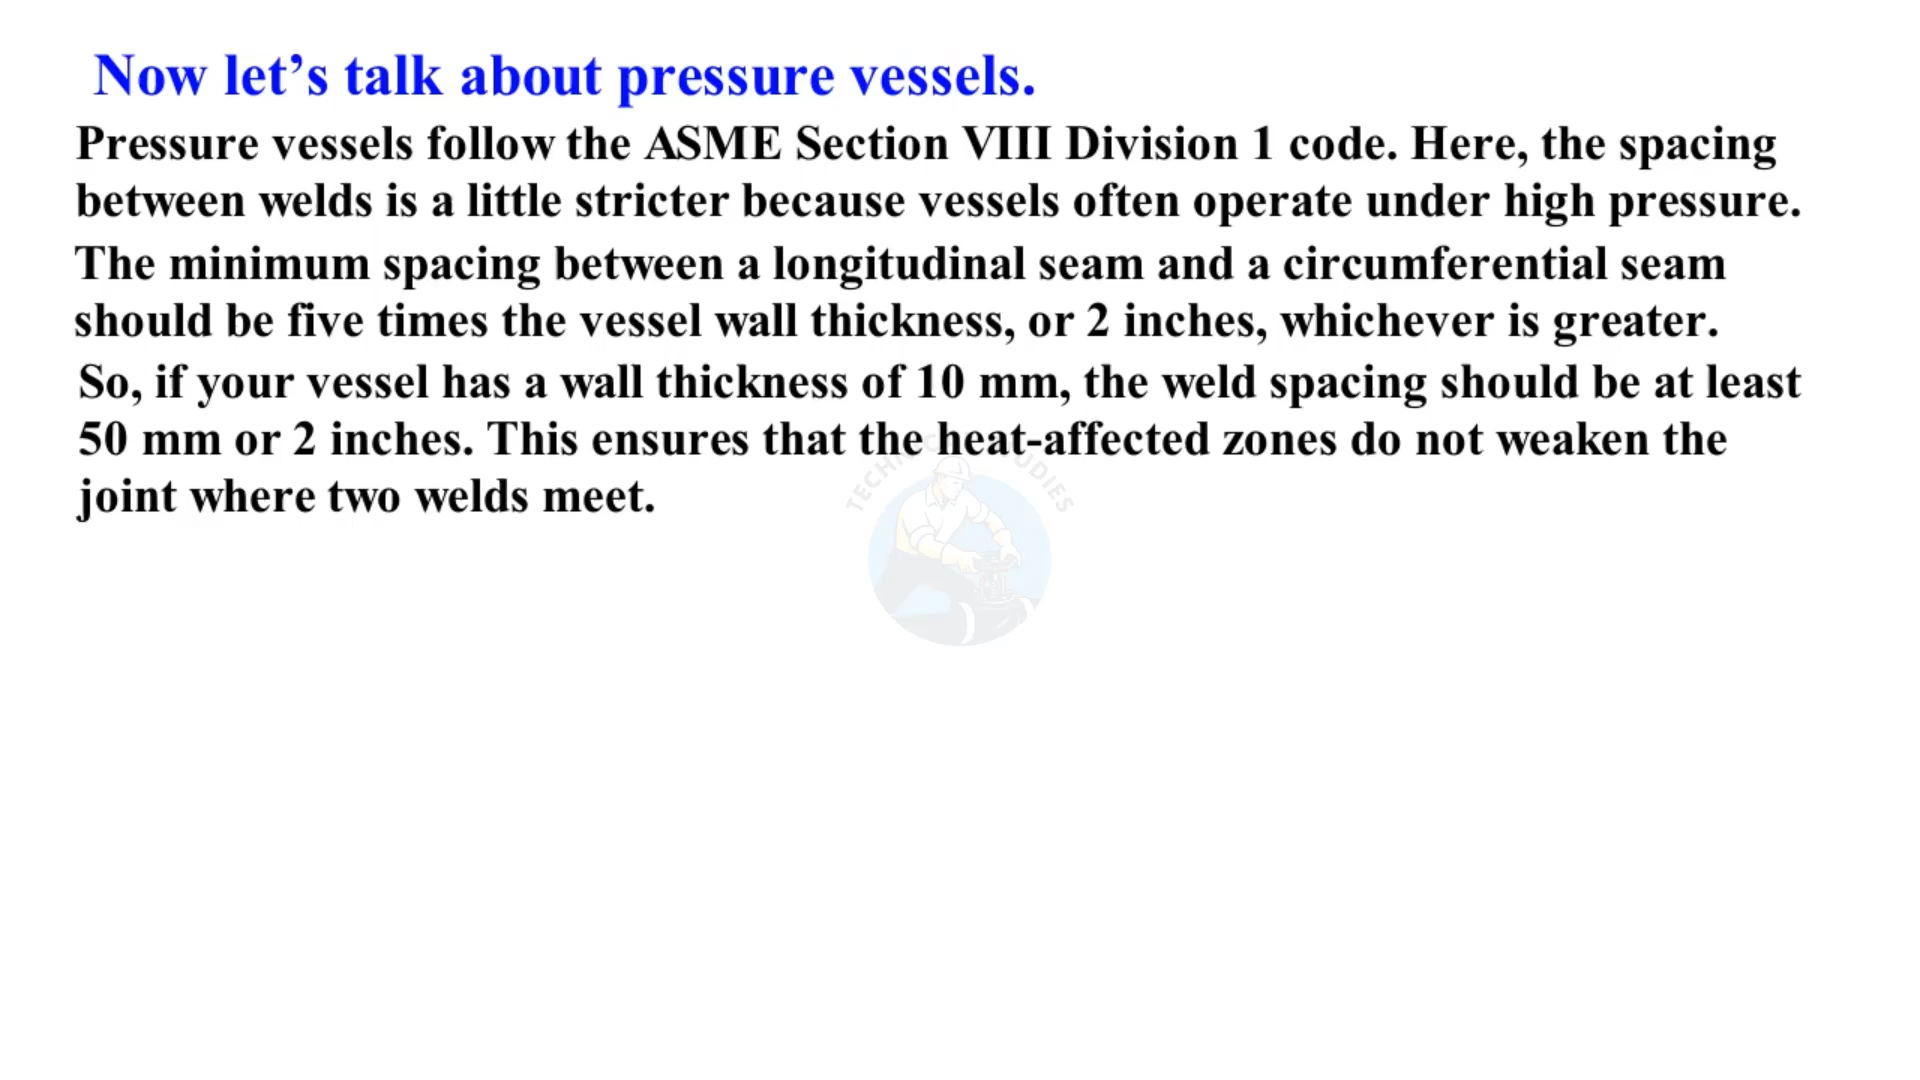 Now let’s talk about pressure vessels.
Pressure vessels follow the ASME Section VIII Division 1 code. Here, the spacing
between welds is a little stricter because vessels often operate under high pressure.
The minimum spacing between a longitudinal seam and a circumferential seam
should be five times the vessel wall thickness, or 2 inches, whichever is greater.
So, if your vessel has a wall thickness of 10 mm, the weld spacing should be at least
50 mm or 2 inches. This ensures that the heat-affected zones do not weaken the
joint where two welds meet.